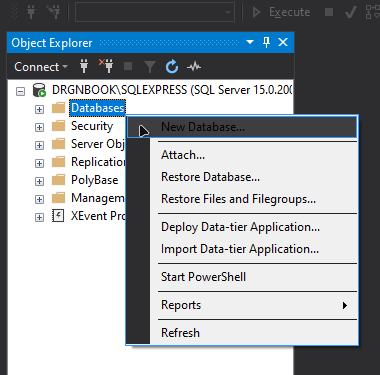 Execute
Object Explorer
Connect
DRGNBOOK\SQLEXPRESS (SQL Server 15.0.200
Databases
Security
Server Obj
Replication
PolyBase
Managem
XEvent Pro
New Database...
Attach...
Restore Database...
Restore Files and Filegroups...
Deploy Data-tier Application...
Import Data-tier Application...
Start PowerShell
Reports
Refresh